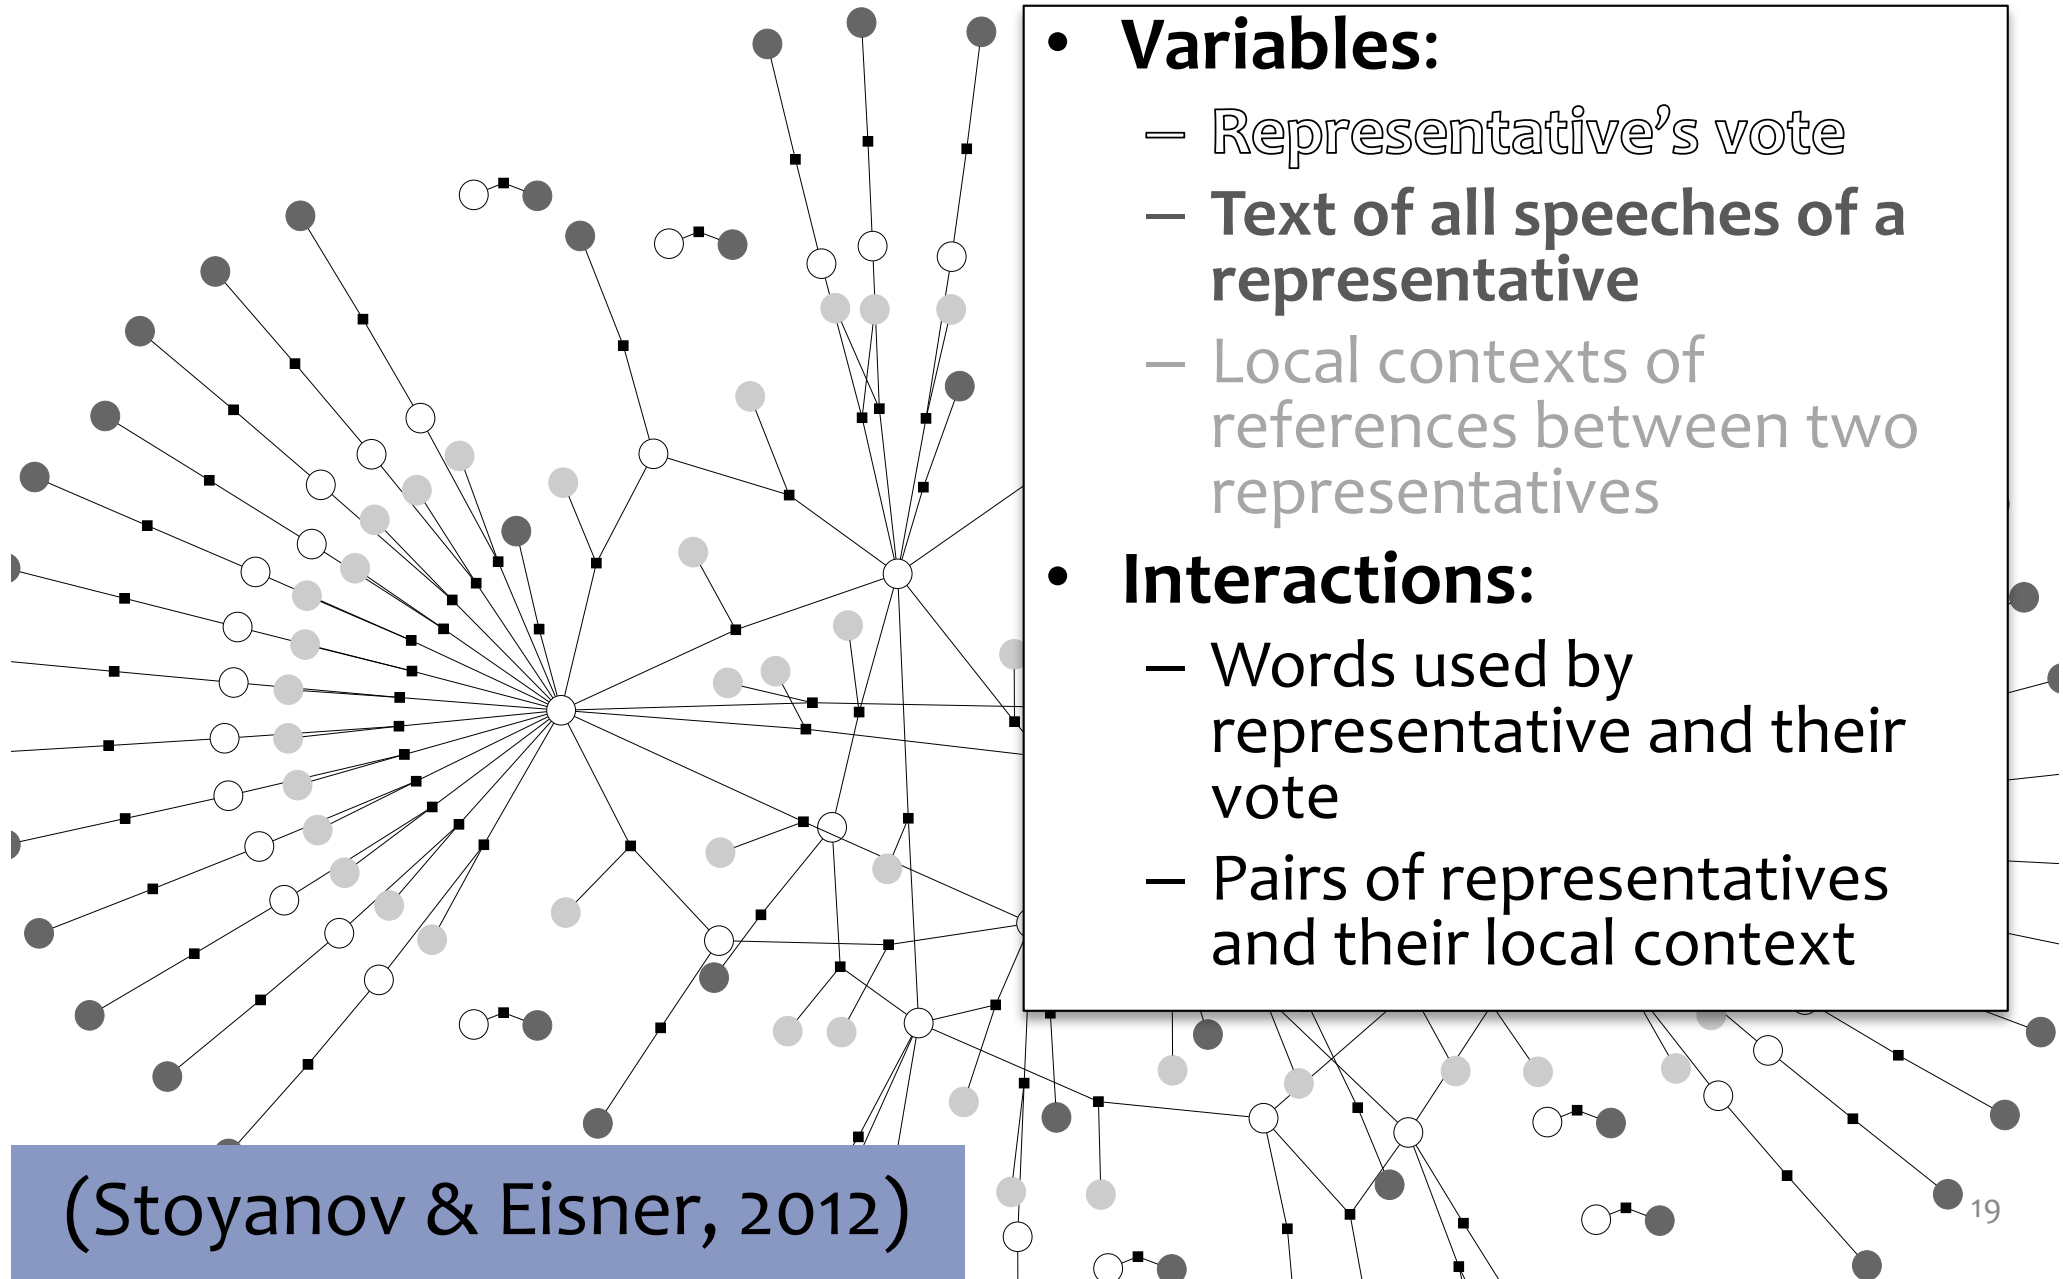 • Variables:
– Representative’s vote
– Text of all speeches of a
representative
– Local contexts of
references between two
representatives
• Interactions:
– Words used by
representative and their
vote
– Pairs of representatives
and their local context
(Stoyanov & Eisner, 2012)
19